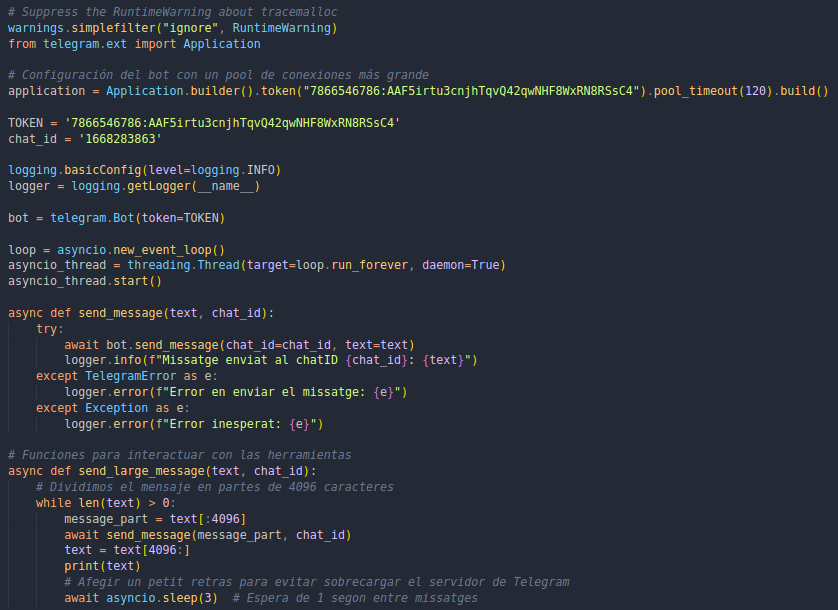 # Suppress the RuntimeWarning about tracemalloc
warnings.simplefilter("ignore", RuntimeWarning)
from telegram.ext import Application
# Configuración del bot con un pool de conexiones más grande
application = Application.builder().token("7866546786:AAF5irtu3cnjhTqvQ42qwNHF8WxRN8RSsC4").pool_timeout(120).build()
TOKEN = '7866546786:AAF5irtu3cnjhTqvQ42qwNHF8WxRN8RSsC4'
chat_id = '1668283863'
logging.basicConfig(level=logging.INFO)
logger = logging.getLogger(__name__)
bot = telegram.Bot(token=TOKEN)
loop = asyncio.new_event_loop()
asyncio_thread = threading.Thread(target=loop.run_forever, daemon=True)
asyncio_thread.start()
async def send_message(text, chat_id):
    try:
        await bot.send_message(chat_id=chat_id, text=text)
        logger.info(f"Missatge enviat al chatID {chat_id}: {text}")
    except TelegramError as e:
        logger.error(f"Error en enviar el missatge: {e}")
    except Exception as e:
        logger.error(f"Error inesperat: {e}")
# Funciones para interactuar con las herramientas
async def send_large_message(text, chat_id):
    # Dividimos el mensaje en partes de 4096 caracteres
    while len(text) > 0:
        message_part = text[:4096]
        await send_message(message_part, chat_id)
        text = text[4096:]
        print(text)
        # Afegir un petit retras para evitar sobrecargar el servidor de Telegram
        await asyncio.sleep(3)  # Espera de 1 segon entre missatges